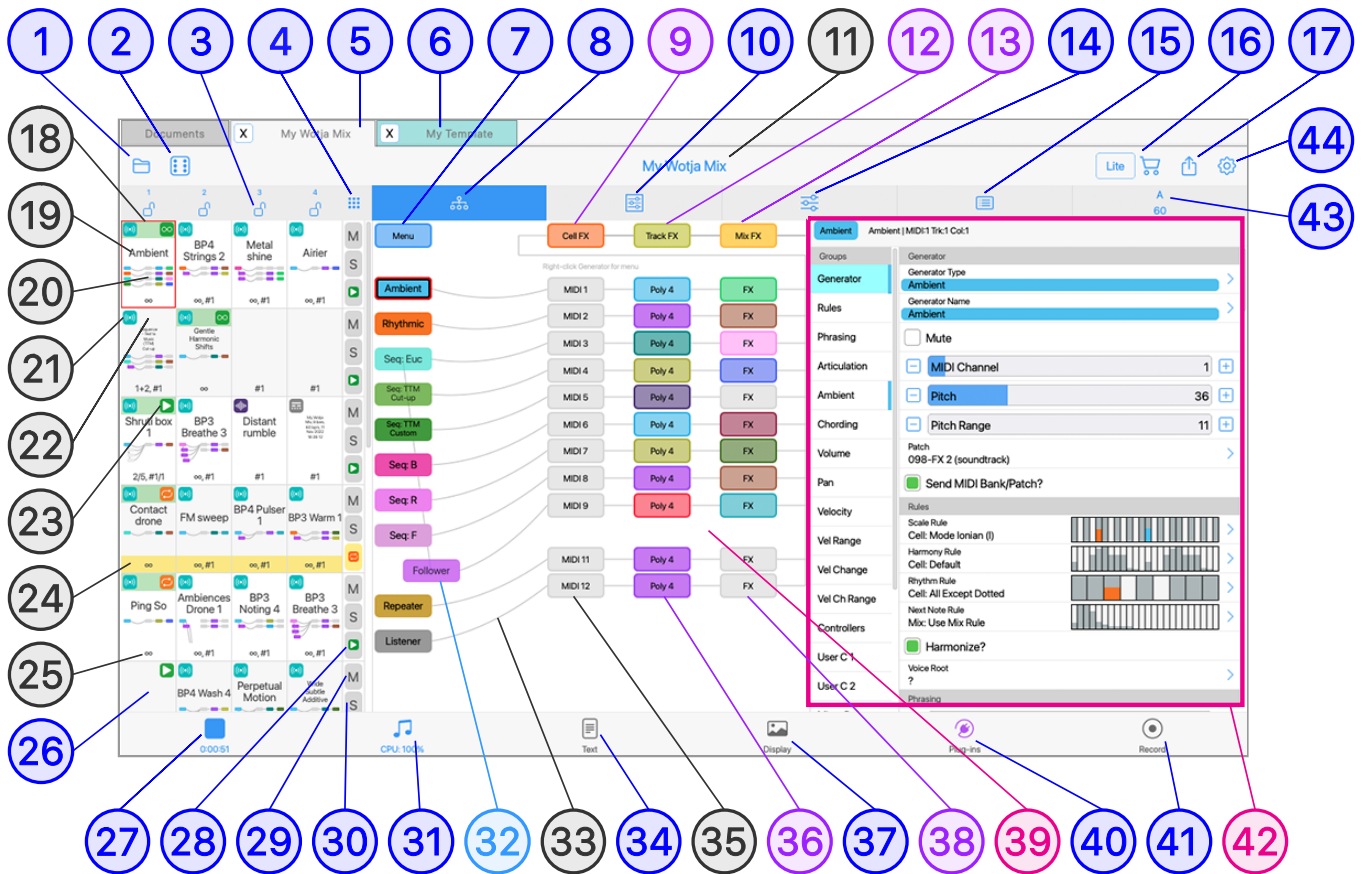 1 2 3 4 5 6 7 8 9 10 11 12 13 14 15 16 17
18
19
20
21
22
23
24
25
26
44
43
Documents
X My Wotja Mix
X My Template
My Wotja Mix
Lite
1 2 3 4
A
60
Ambient
∞
BP4
Strings 2
∞, #1
Metal
shine
∞, #1
Airier
∞, #1
M
S
1+2, #1
Gentle
Harmonic
Shifts
∞
#1
#1
M
S
Shruti box
1
2/5, #1/1
BP3
Breathe 3
∞, #1
Distant
rumble
#1
#1
M
S
Contact
drone
∞
FM sweep
∞, #1
BP4 Pulser
1
∞, #1
BP3 Warm 1
∞, #1
M
S
Ping So
∞
Ambiences
Drone 1
∞, #1
BP3
Noting 4
∞, #1
BP3
Breathe 3
∞, #1
M
S
BP4 Wash 4
Perpetual
Motion
Wide
Subtle
Additive
M
S
Menu
Cell FX
Track FX
Mix FX
Right-click Generator for menu
Ambient
Rhythmic
Seq: Euc
Seq: TTM
Cut-up
Seq: TTM
Custom
Seq: B
Seq: R
Seq: F
Follower
Repeater
Listener
MIDI 1 Poly 4 FX
MIDI 2 Poly 4 FX
MIDI 3 Poly 4 FX
MIDI 4 Poly 4 FX
MIDI 5 Poly 4 FX
MIDI 6 Poly 4 FX
MIDI 7 Poly 4 FX
MIDI 8 Poly 4 FX
MIDI 9 Poly 4 FX
MIDI 11 Poly 4 FX
MIDI 12 Poly 4 FX
Ambient Ambient | MIDI:1 Trk:1 Col:1
Groups
Generator
Rules
Phrasing
Articulation
Ambient
Chording
Volume
Pan
Velocity
Vel Range
Vel Change
Vel Ch Range
Controllers
User C 1
User C 2
Generator
Generator Type
Ambient
Generator Name
Ambient
Mute
MIDI Channel 1
Pitch 36
Pitch Range 11
Patch
098-FX 2 (soundtrack)
Send MIDI Bank/Patch?
Rules
Scale Rule
Cell: Mode Ionian (I)
Harmony Rule
Cell: Default
Rhythm Rule
Cell: All Except Dotted
Next Note Rule
Mix: Use Mix Rule
Harmonize?
Voice Root
?
Phrasing
0:00:51
CPU: 100%
Text
Display
Plug-ins
Record
27 28 29 30 31 32 33 34 35 36 37 38 39 40 41 42